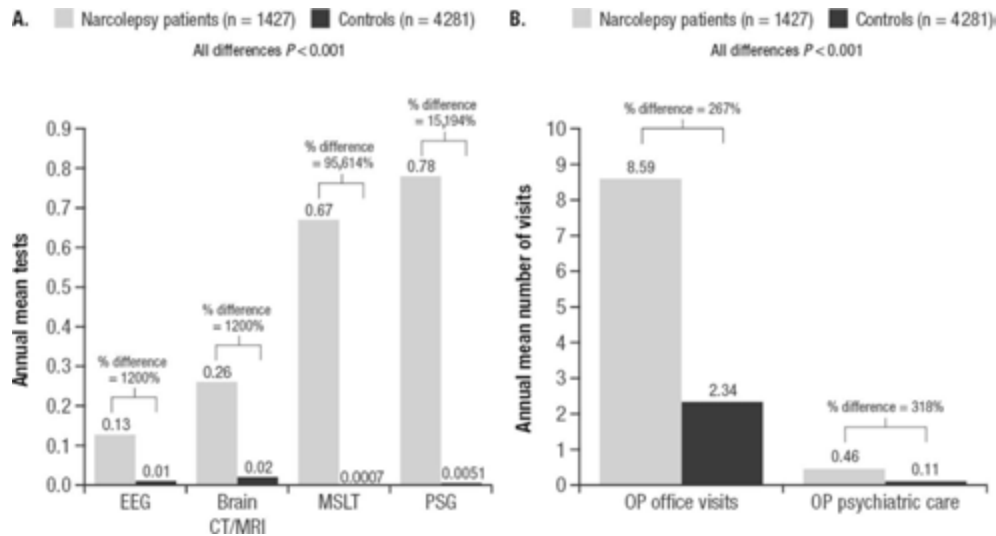 A. Narcolepsy patients (n = 1427) Controls (n = 4281)
All differences P < 0.001
Annual mean tests
0.9
0.8
0.7
0.6
0.5
0.4
0.3
0.2
0.1
0.0
% difference
= 1200%
0.13
0.01
EEG
% difference
= 1200%
0.26
0.02
Brain
CT/MRI
% difference
= 95,614%
0.67
0.0007
MSLT
% difference
= 15,194%
0.78
0.0051
PSG
B. Narcolepsy patients (n = 1427) Controls (n = 4281)
All differences P < 0.001
Annual mean number of visits
10
9
8
7
6
5
4
3
2
1
0
% difference = 267%
8.59
2.34
OP office visits
% difference = 318%
0.46
0.11
OP psychiatric care